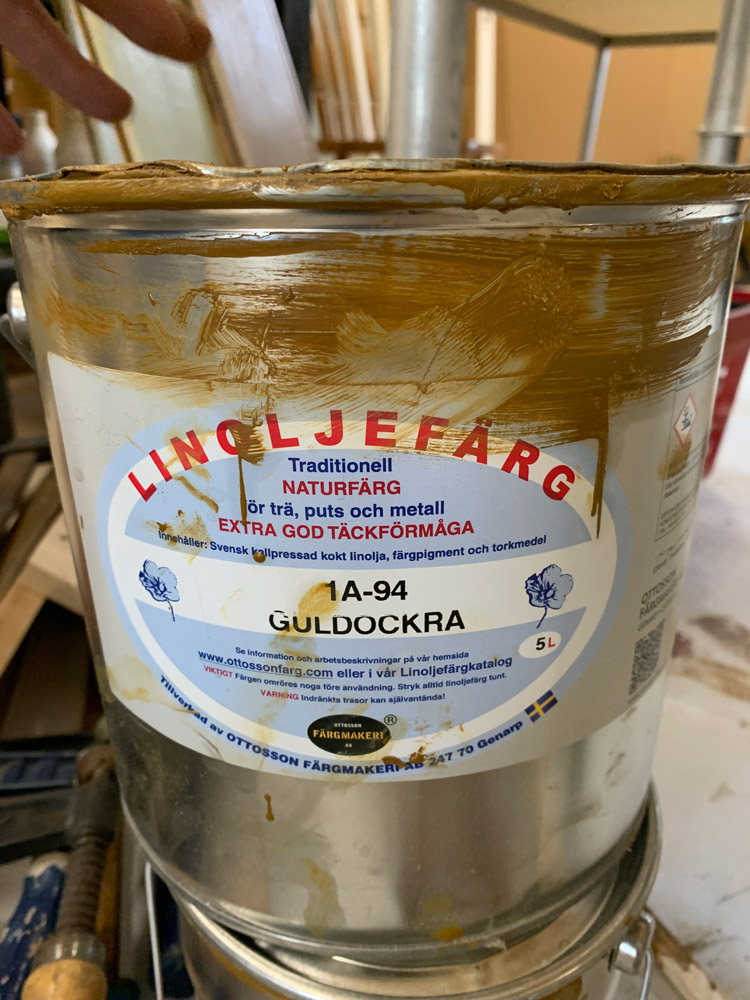 LINOLJEFÄRG
Traditionell
NATURFÄRG
för trä, puts och metall
EXTRA GOD TÄCKFÖRMÅGA
Innehåller: Svensk kallpressad kokt linolja, färgpigment och torkmedel
1A-94
GULDOCKRA
5 L
Se information och arbetsbeskrivningar på vår hemsida
www.ottossonfarg.com eller i vår Linoljefärgkatalog
VIKTIGT Färgen omröres noga före användning. Stryk alltid linoljefärg tunt.
VARNING Indränkta trasor kan självantända!
OTTOSSON
FÄRGMAKERI ®
AB
Tillverkad av OTTOSSON FÄRGMAKERI AB 247 70 Genarp
OTTOSSON